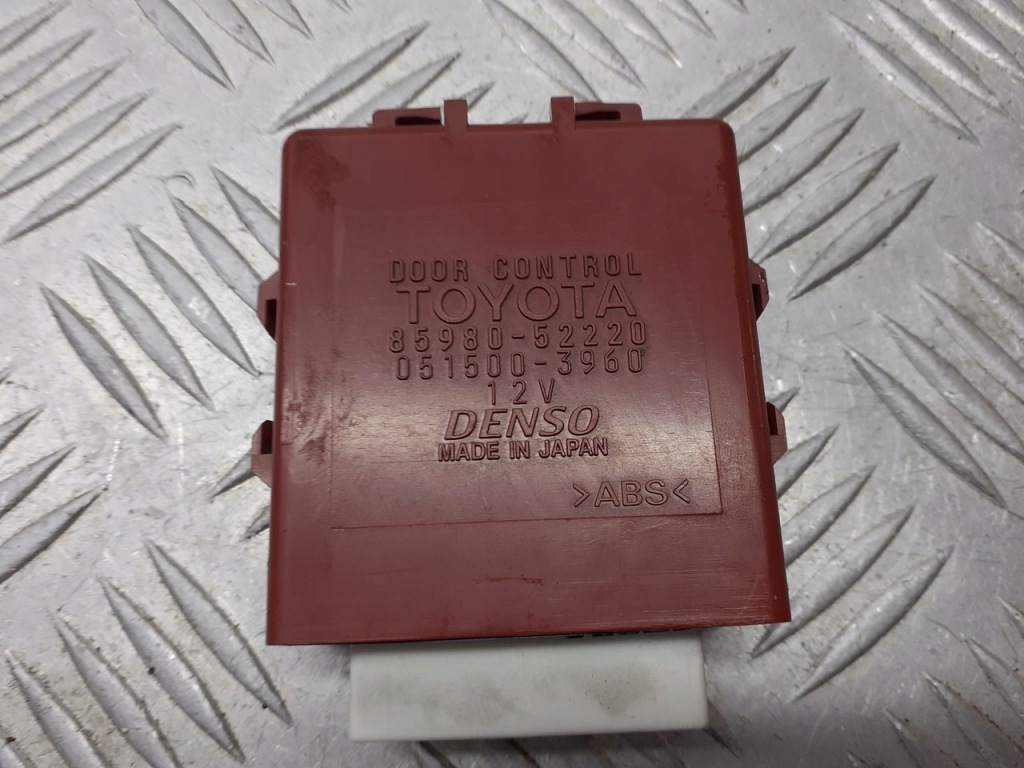 DOOR CONTROL
TOYOTA
85980-52220
051500-3960
12V
DENSO
MADE IN JAPAN
>ABS<